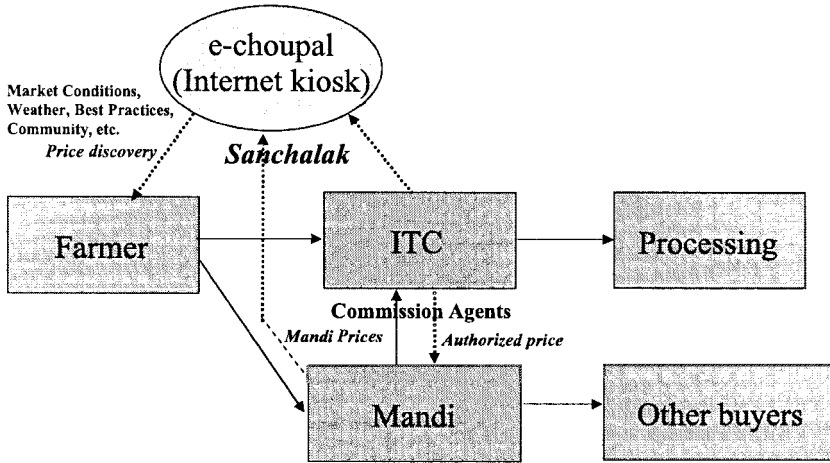 e-choupal
(Internet kiosk)
Market Conditions,
Weather, Best Practices,
Community, etc.
Price discovery
Sanchalak
Farmer
ITC
Processing
Commission Agents
Mandi Prices
Authorized price
Mandi
Other buyers